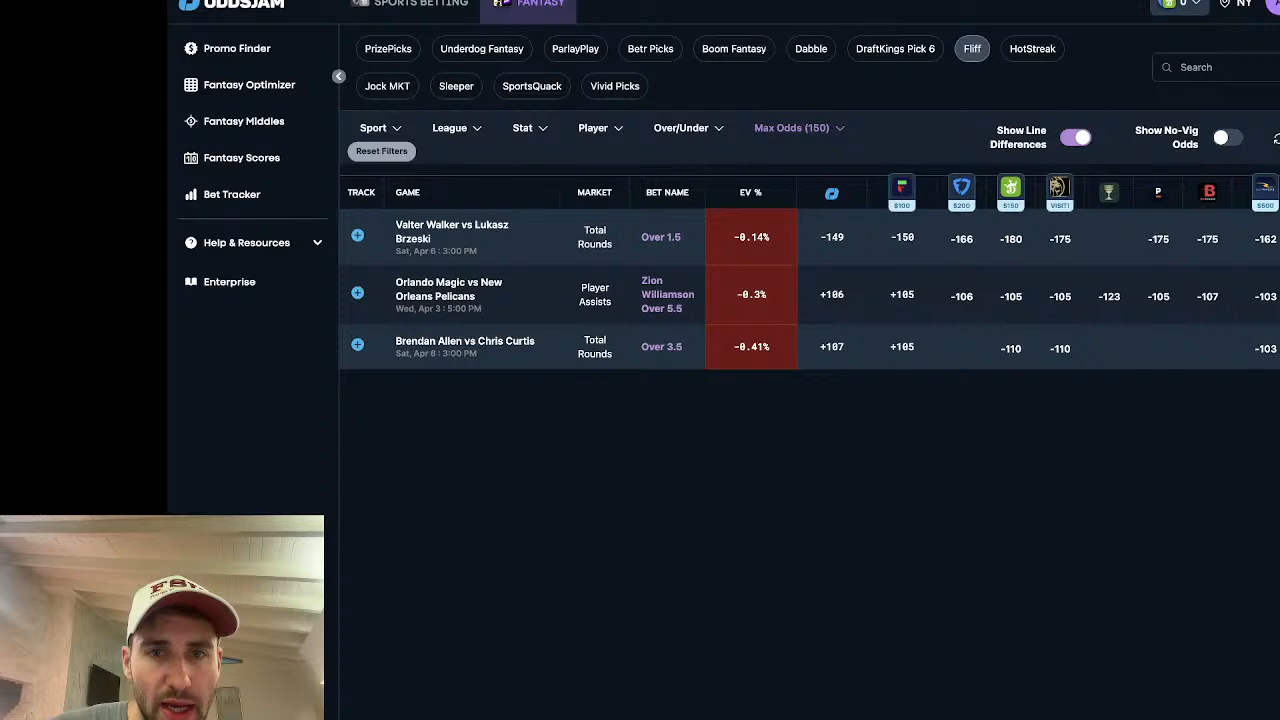 ODDSJAM
SPORTS BETTING
FANTASY
0
NY
Promo Finder
Fantasy Optimizer
Fantasy Middles
Fantasy Scores
Bet Tracker
Help & Resources
Enterprise
PrizePicks
Underdog Fantasy
ParlayPlay
Betr Picks
Boom Fantasy
Dabble
DraftKings Pick 6
Fliff
HotStreak
Jock MKT
Sleeper
SportsQuack
Vivid Picks
Search
Sport
League
Stat
Player
Over/Under
Max Odds (150)
Reset Filters
Show Line
Differences
Show No-Vig
Odds
TRACK
GAME
MARKET
BET NAME
EV %
$100
$200
$150
VISIT!
P
B
$500
Valter Walker vs Lukasz
Brzeski
Sat, Apr 6 : 3:00 PM
Total
Rounds
Over 1.5
-0.14%
-149
-150
-166
-180
-175
-175
-175
-162
Orlando Magic vs New
Orleans Pelicans
Wed, Apr 3 : 5:00 PM
Player
Assists
Zion
Williamson
Over 5.5
-0.3%
+106
+105
-106
-105
-105
-123
-105
-107
-103
Brendan Allen vs Chris Curtis
Sat, Apr 6 : 3:00 PM
Total
Rounds
Over 3.5
-0.41%
+107
+105
-110
-110
-103